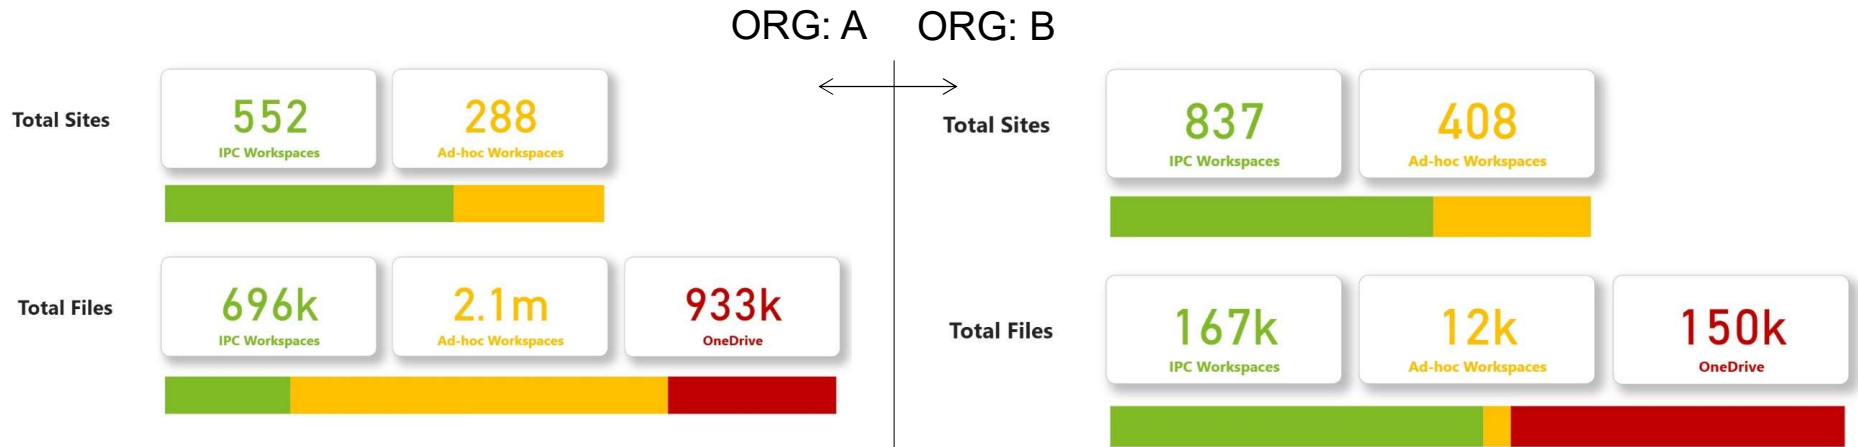 ORG: A
ORG: B
Total Sites
552
IPC Workspaces
288
Ad-hoc Workspaces
Total Files
696k
IPC Workspaces
2.1m
Ad-hoc Workspaces
933k
OneDrive
Total Sites
837
IPC Workspaces
408
Ad-hoc Workspaces
Total Files
167k
IPC Workspaces
12k
Ad-hoc Workspaces
150k
OneDrive